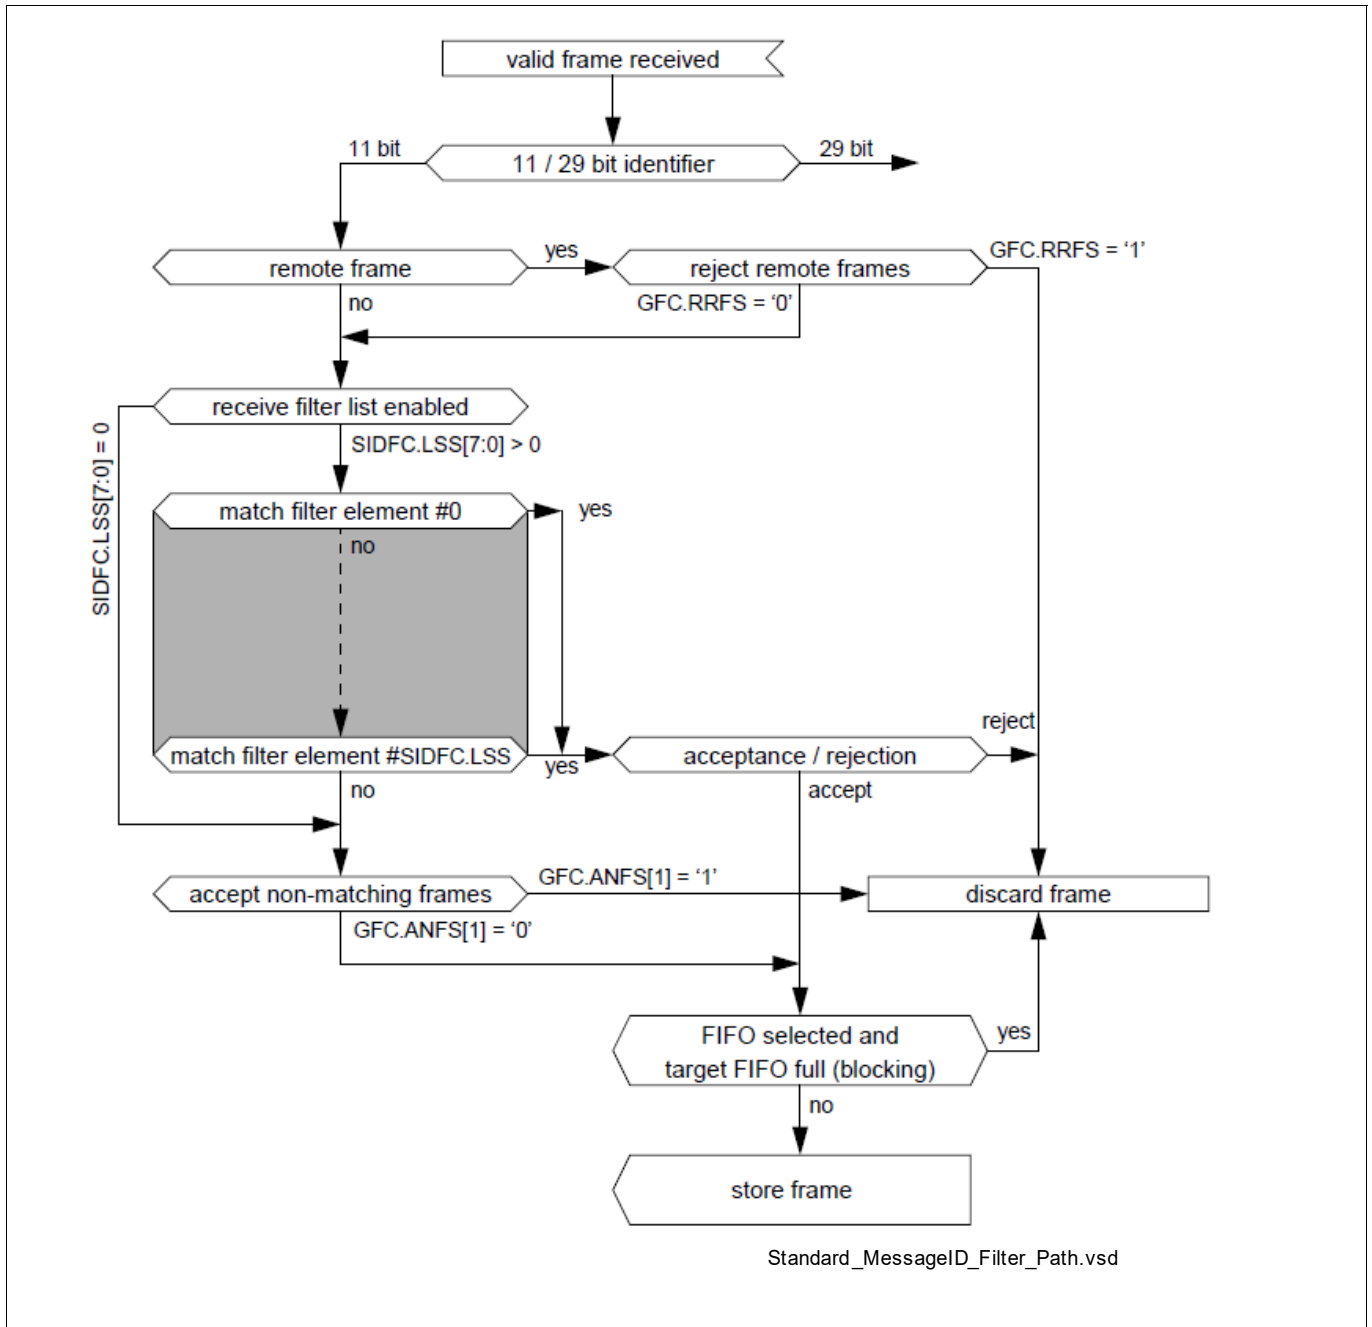 valid frame received
11 bit
11 / 29 bit identifier
29 bit
remote frame
yes
reject remote frames
GFC.RRFS = ‘1’
no
GFC.RRFS = ‘0’
receive filter list enabled
SIDFC.LSS[7:0] = 0
SIDFC.LSS[7:0] > 0
match filter element #0
yes
no
match filter element #SIDFC.LSS
yes
acceptance / rejection
reject
no
accept
accept non-matching frames
GFC.ANFS[1] = ‘1’
discard frame
GFC.ANFS[1] = ‘0’
FIFO selected and
target FIFO full (blocking)
yes
no
store frame
Standard_MessageID_Filter_Path.vsd